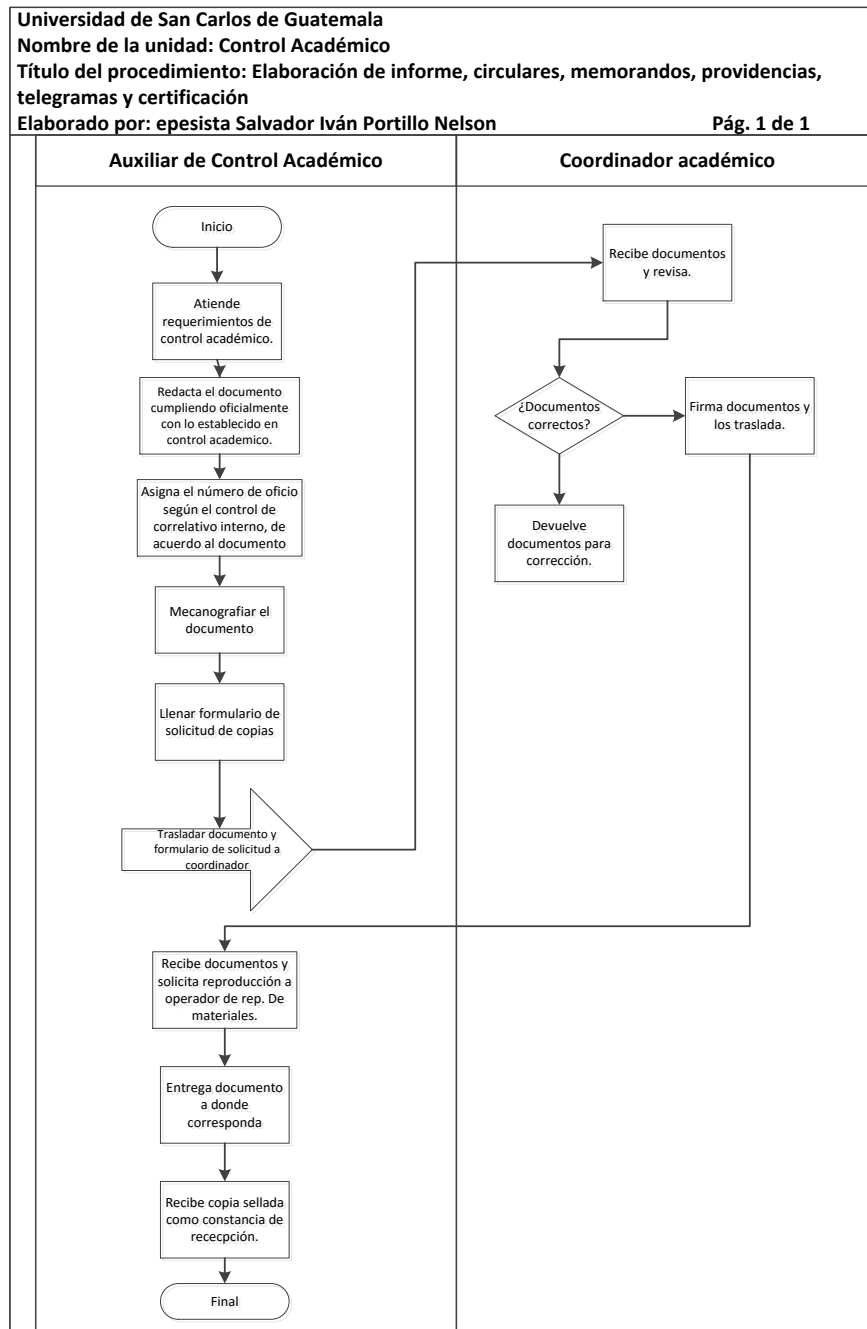 Universidad de San Carlos de Guatemala
Nombre de la unidad: Control Académico
Título del procedimiento: Elaboración de informe, circulares, memorandos, providencias,
telegramas y certificación
Elaborado por: epesista Salvador Iván Portillo Nelson Pág. 1 de 1
Auxiliar de Control Académico
Coordinador académico
Inicio
Atiende
requerimientos de
control académico.
Redacta el documento
cumpliendo oficialmente
con lo establecido en
control academico.
Asigna el número de oficio
según el control de
correlativo interno, de
acuerdo al documento
Mecanografiar el
documento
Llenar formulario de
solicitud de copias
Trasladar documento y
formulario de solicitud a
coordinador
Recibe documentos
y revisa.
¿Documentos
correctos?
Firma documentos y
los traslada.
Devuelve
documentos para
corrección.
Recibe documentos y
solicita reproducción a
operador de rep. De
materiales.
Entrega documento
a donde
corresponda
Recibe copia sellada
como constancia de
rececpción.
Final